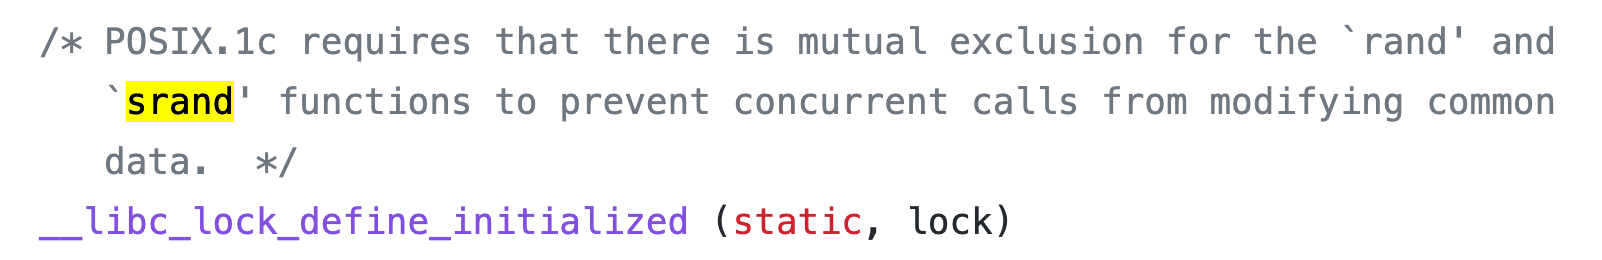 /* POSIX.1c requires that there is mutual exclusion for the `rand' and
`srand' functions to prevent concurrent calls from modifying common
data.  */
__libc_lock_define_initialized (static, lock)